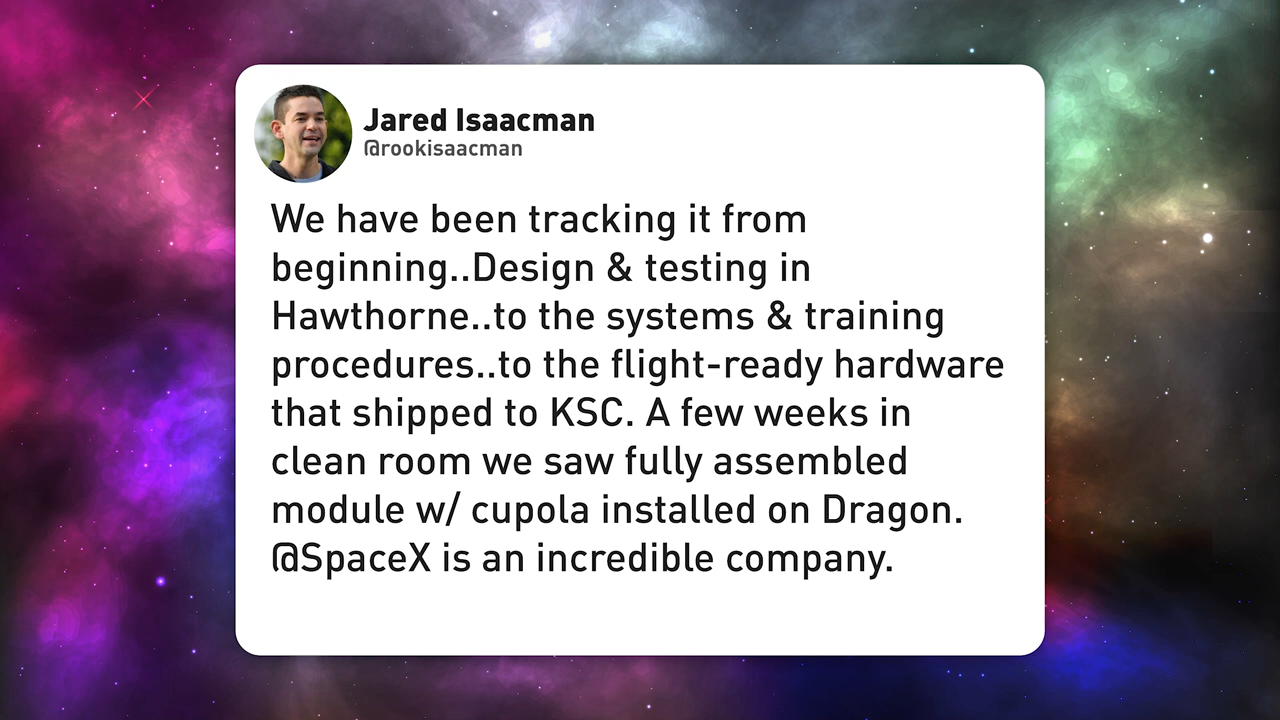 Jared Isaacman
@rookisaacman
We have been tracking it from
beginning..Design & testing in
Hawthorne..to the systems & training
procedures..to the flight-ready hardware
that shipped to KSC. A few weeks in
clean room we saw fully assembled
module w/ cupola installed on Dragon.
@SpaceX is an incredible company.